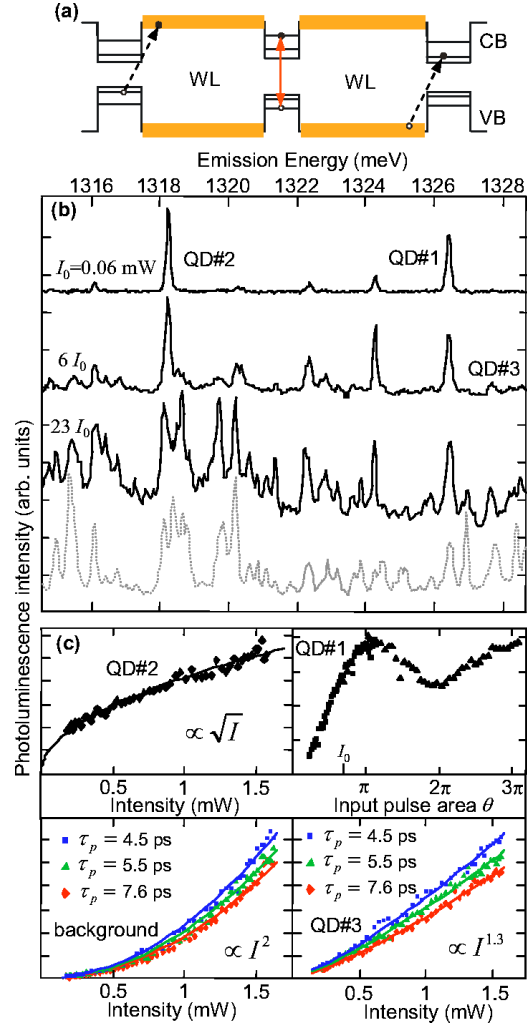 (a)
CB
WL
WL
VB
Emission Energy (meV)
1316 1318 1320 1322 1324 1326 1328
(b)
I₀=0.06 mW
QD#2
QD#1
6 I₀
QD#3
23 I₀
Photoluminescence intensity (arb. units)
(c)
QD#2
∝ √I
0.5 1.0 1.5
Intensity (mW)
QD#1
I₀
π 2π 3π
Input pulse area θ
τp = 4.5 ps
τp = 5.5 ps
τp = 7.6 ps
background
∝ I²
0.5 1.0 1.5
Intensity (mW)
τp = 4.5 ps
τp = 5.5 ps
τp = 7.6 ps
QD#3
∝ I¹·³
0.5 1.0 1.5
Intensity (mW)